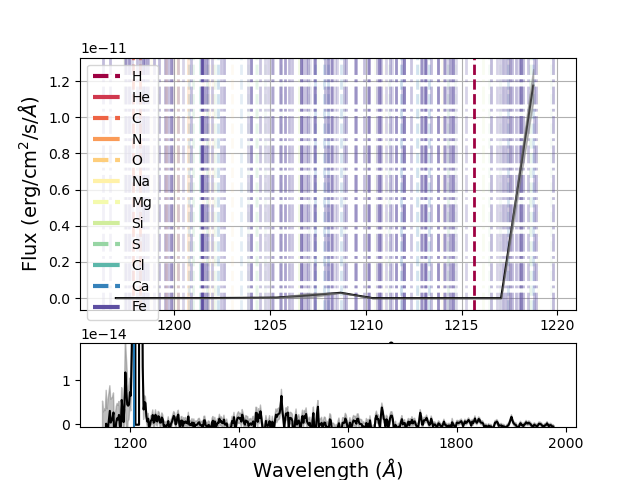 1e−11
Flux (erg/cm²/s/Å)
1.2
1.0
0.8
0.6
0.4
0.2
0.0
H
He
C
N
O
Na
Mg
Si
S
Cl
Ca
Fe
1200 1205 1210 1215 1220
1e−14
1
0
1200 1400 1600 1800 2000
Wavelength (Å)